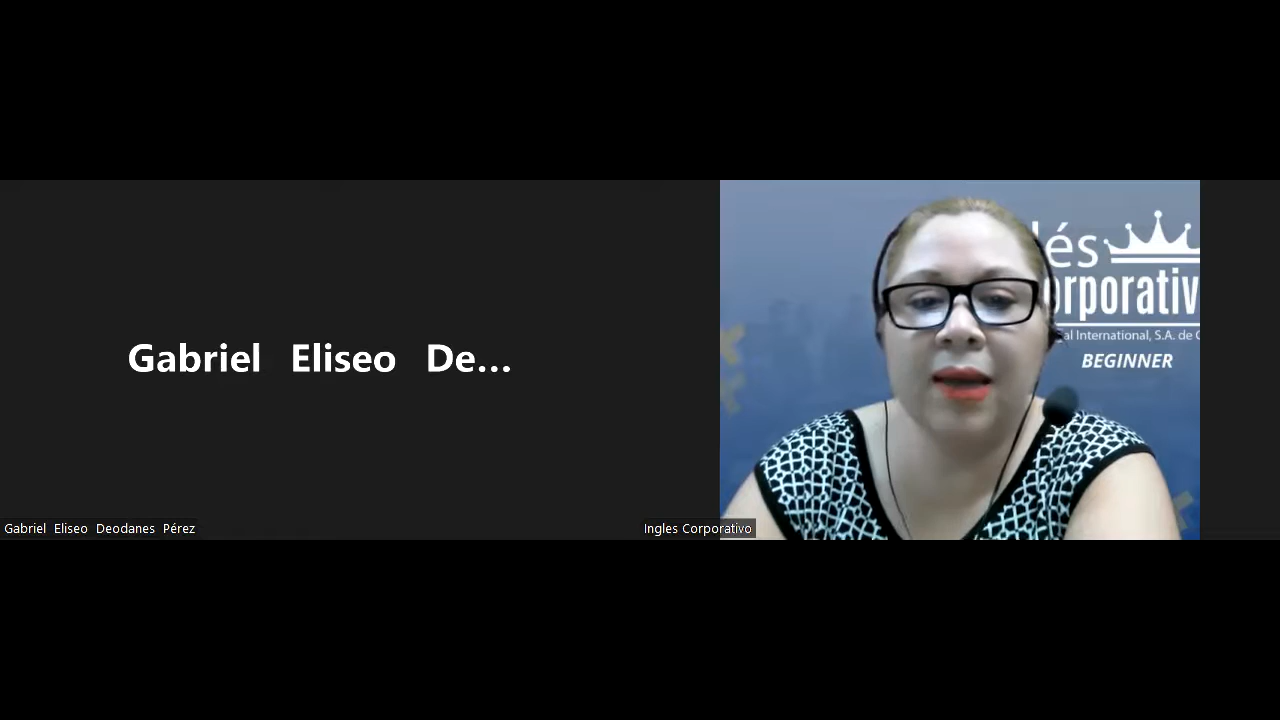 Gabriel Eliseo De...
lés
orporativ
al International, S.A. de C
BEGINNER
Gabriel Eliseo Deodanes Pérez
Ingles Corporativo